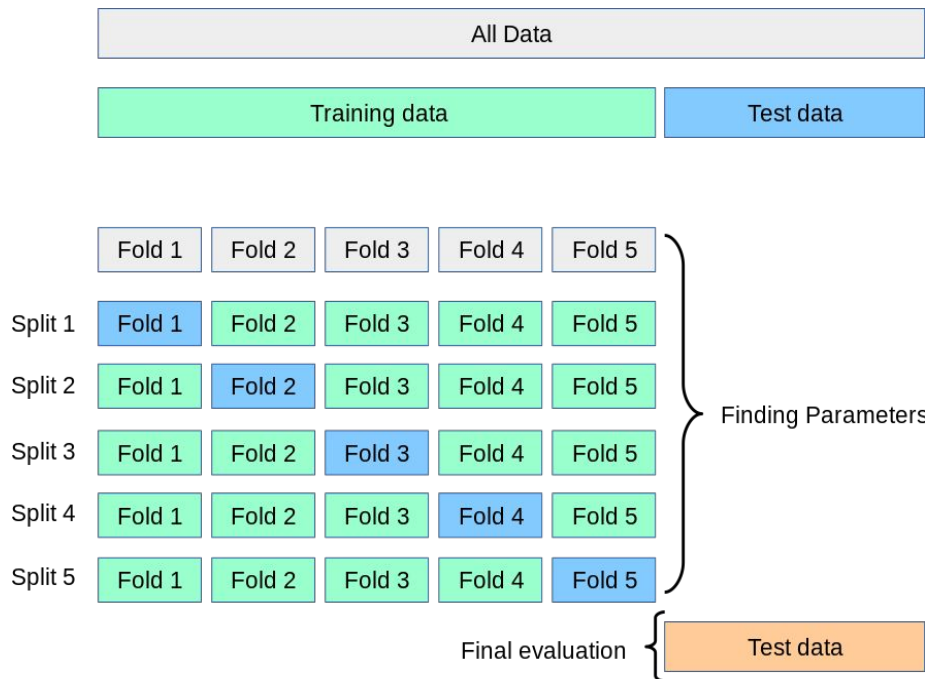 All Data
Training data Test data
Fold 1 Fold 2 Fold 3 Fold 4 Fold 5
Split 1 Fold 1 Fold 2 Fold 3 Fold 4 Fold 5
Split 2 Fold 1 Fold 2 Fold 3 Fold 4 Fold 5
Finding Parameters
Split 3 Fold 1 Fold 2 Fold 3 Fold 4 Fold 5
Split 4 Fold 1 Fold 2 Fold 3 Fold 4 Fold 5
Split 5 Fold 1 Fold 2 Fold 3 Fold 4 Fold 5
Final evaluation Test data